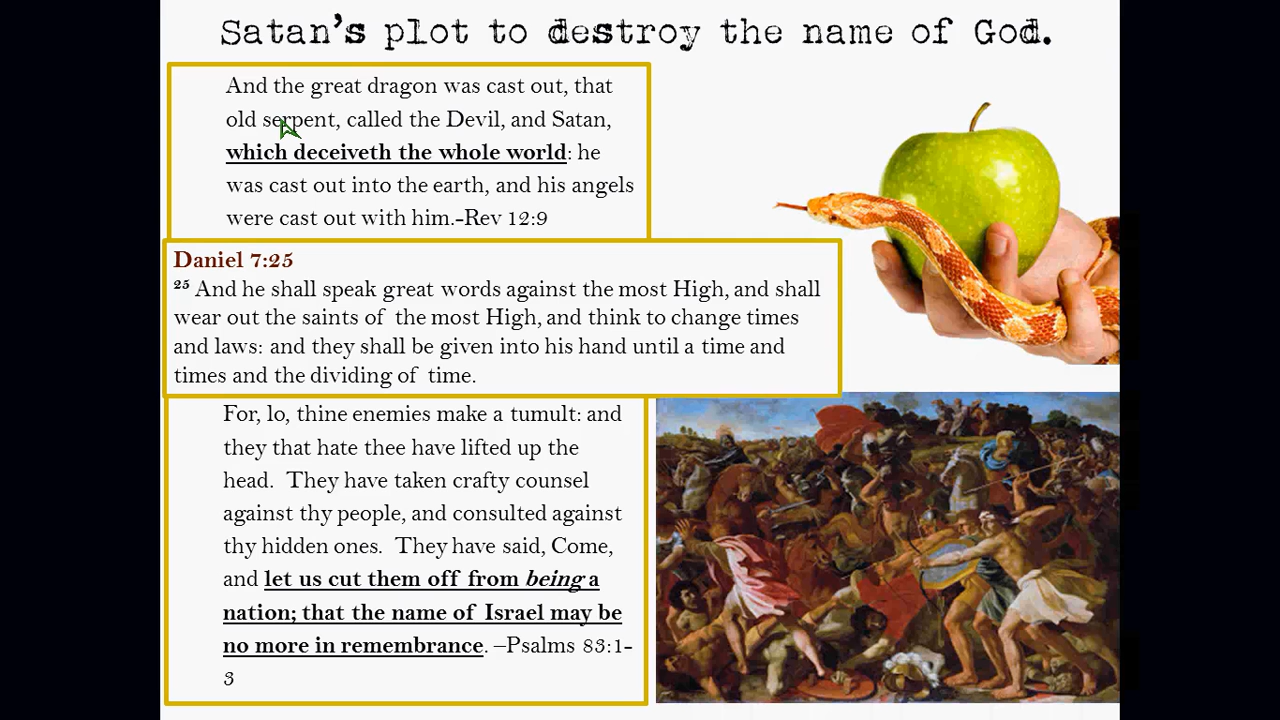 Satan's plot to destroy the name of God.
And the great dragon was cast out, that
old serpent, called the Devil, and Satan,
which deceiveth the whole world: he
was cast out into the earth, and his angels
were cast out with him.-Rev 12:9
Daniel 7:25
25 And he shall speak great words against the most High, and shall
wear out the saints of the most High, and think to change times
and laws: and they shall be given into his hand until a time and
times and the dividing of time.
For, lo, thine enemies make a tumult: and
they that hate thee have lifted up the
head. They have taken crafty counsel
against thy people, and consulted against
thy hidden ones. They have said, Come,
and let us cut them off from being a
nation; that the name of Israel may be
no more in remembrance. –Psalms 83:1-
3